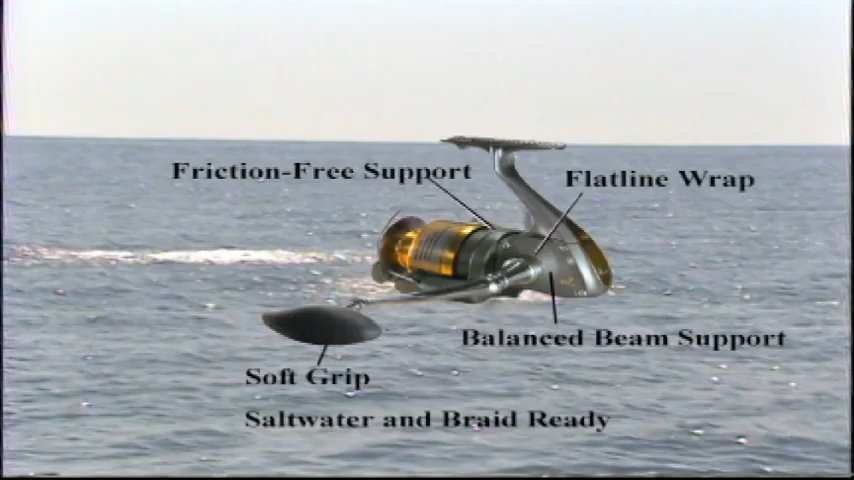 Friction-Free Support
Flatline Wrap
Balanced Beam Support
Soft Grip
Saltwater and Braid Ready